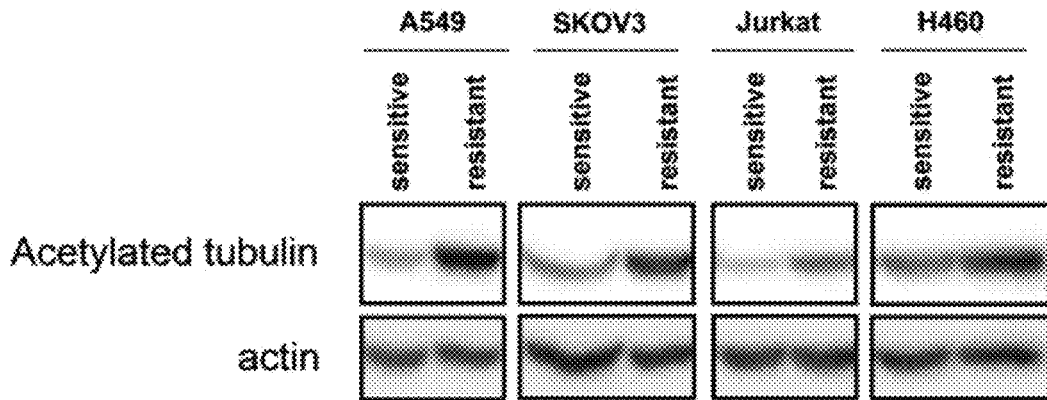 A549 SKOV3 Jurkat H460
sensitive resistant sensitive resistant sensitive resistant sensitive resistant
Acetylated tubulin
actin